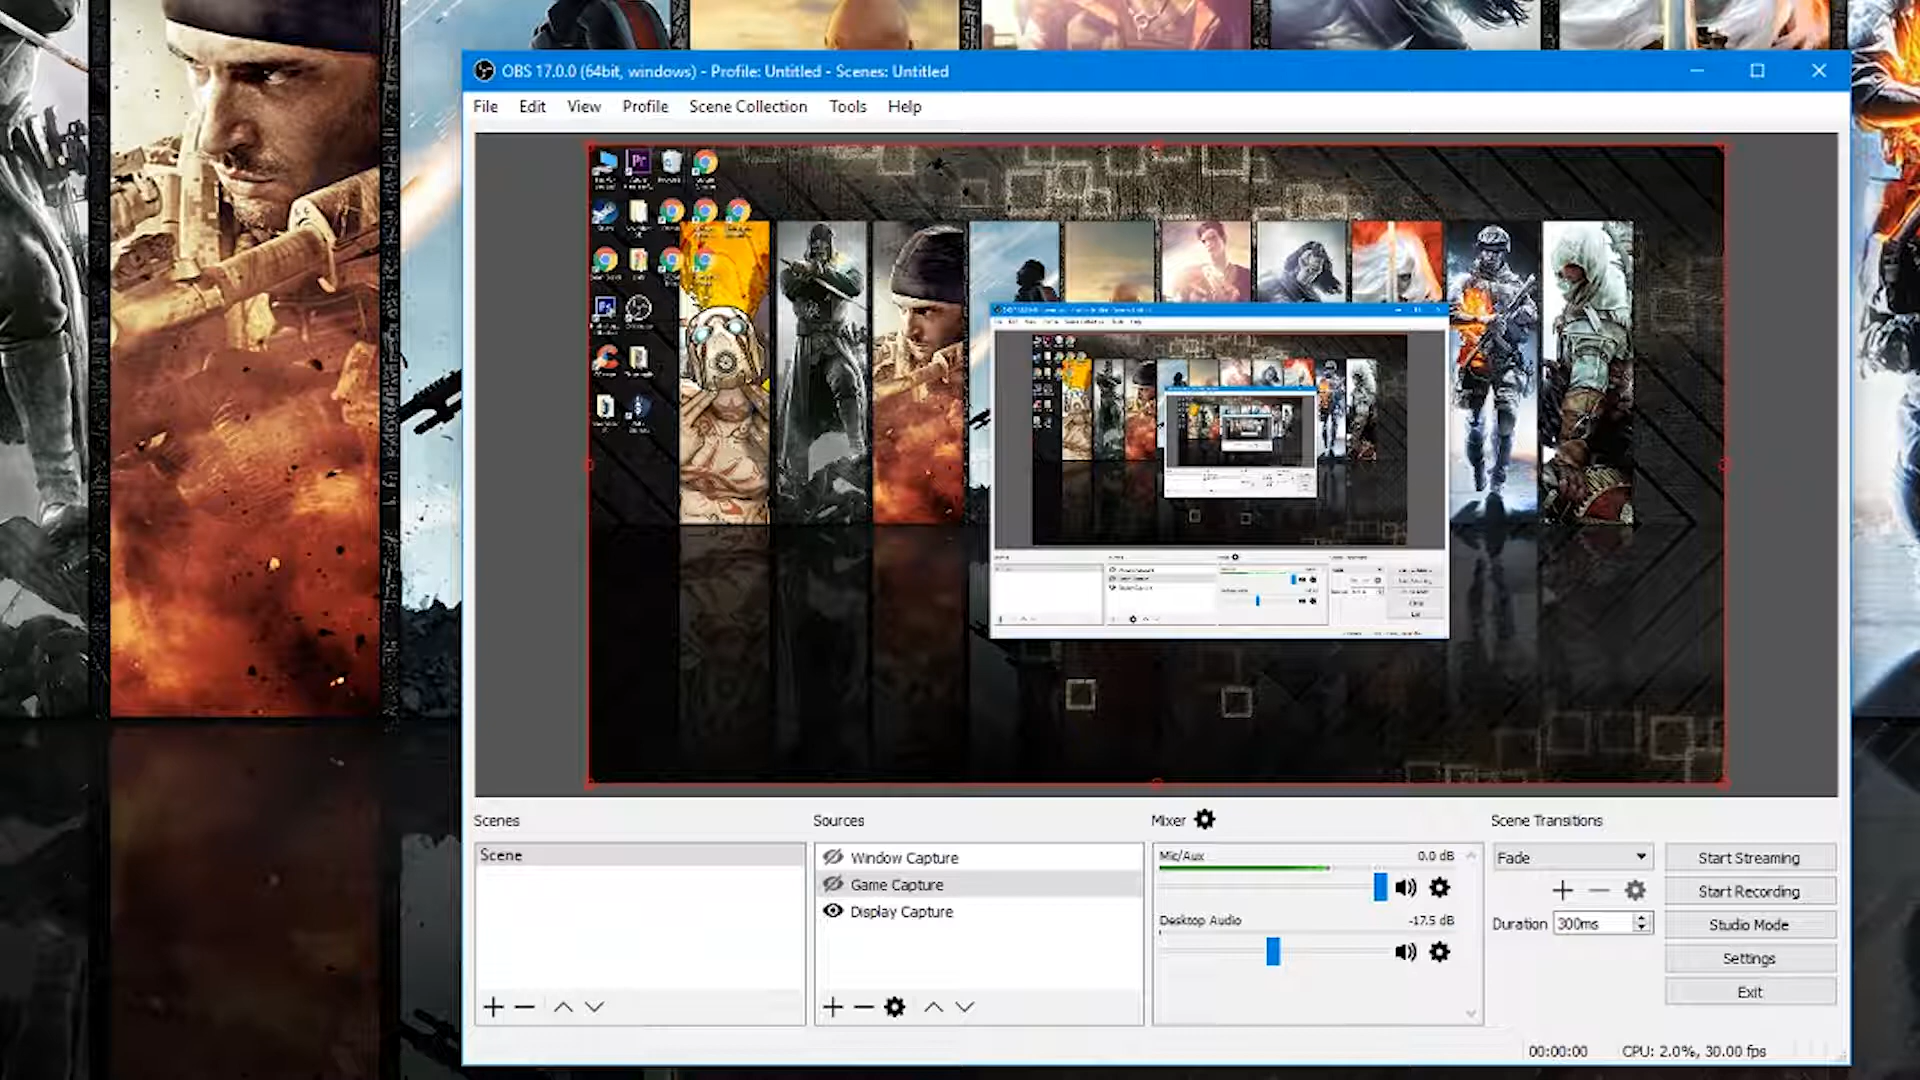 OBS 17.0.0 (64bit, windows) - Profile: Untitled - Scenes: Untitled
File Edit View Profile Scene Collection Tools Help
Pr
Scenes
Sources
Mixer
Scene Transitions
Scene
Window Capture
Game Capture
Display Capture
Mic/Aux 0.0 dB
Desktop Audio -17.5 dB
Fade
Duration 300ms
Start Streaming
Start Recording
Studio Mode
Settings
Exit
00:00:00 CPU: 2.0%, 30.00 fps